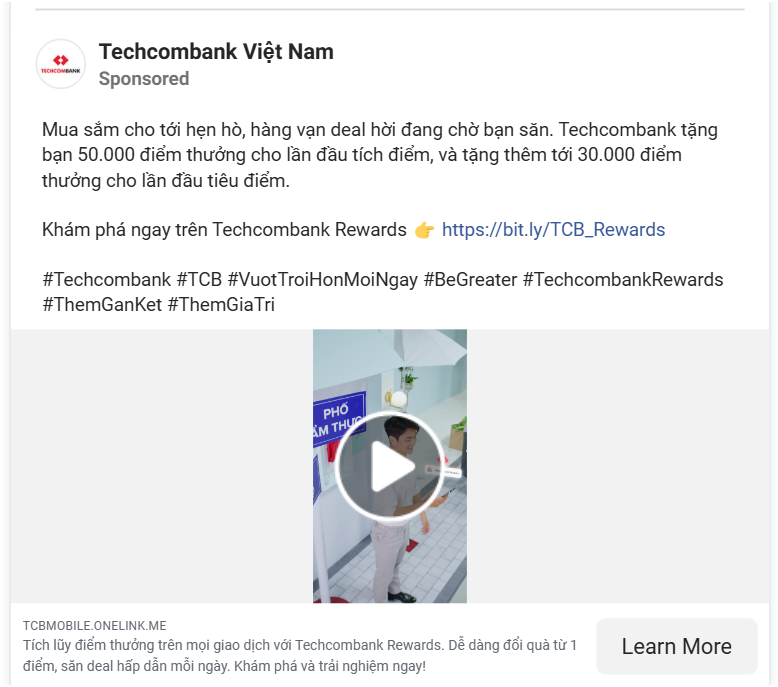 TECHCOMBANK
Techcombank Việt Nam
Sponsored
Mua sắm cho tới hẹn hò, hàng vạn deal hời đang chờ bạn săn. Techcombank tặng
bạn 50.000 điểm thưởng cho lần đầu tích điểm, và tặng thêm tới 30.000 điểm
thưởng cho lần đầu tiêu điểm.
Khám phá ngay trên Techcombank Rewards 👉 https://bit.ly/TCB_Rewards
#Techcombank #TCB #VuotTroiHonMoiNgay #BeGreater #TechcombankRewards
#ThemGanKet #ThemGiaTri
PHỐ
ẨM THỰC
TCBMOBILE.ONELINK.ME
Tích lũy điểm thưởng trên mọi giao dịch với Techcombank Rewards. Dễ dàng đổi quà từ 1
điểm, săn deal hấp dẫn mỗi ngày. Khám phá và trải nghiệm ngay!
Learn More